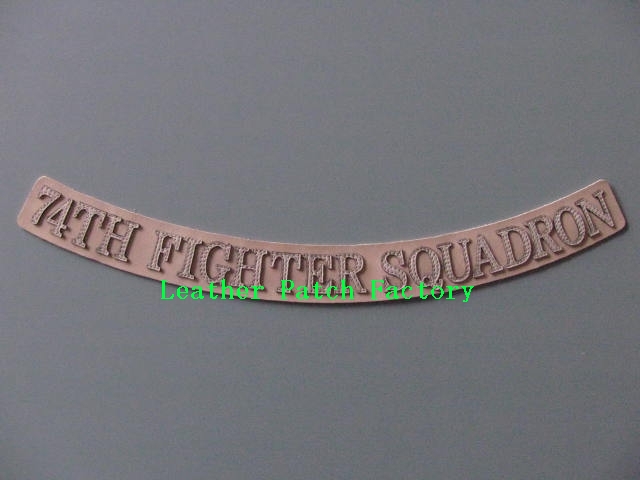 74TH FIGHTER SQUADRON
Leather Patch Factory